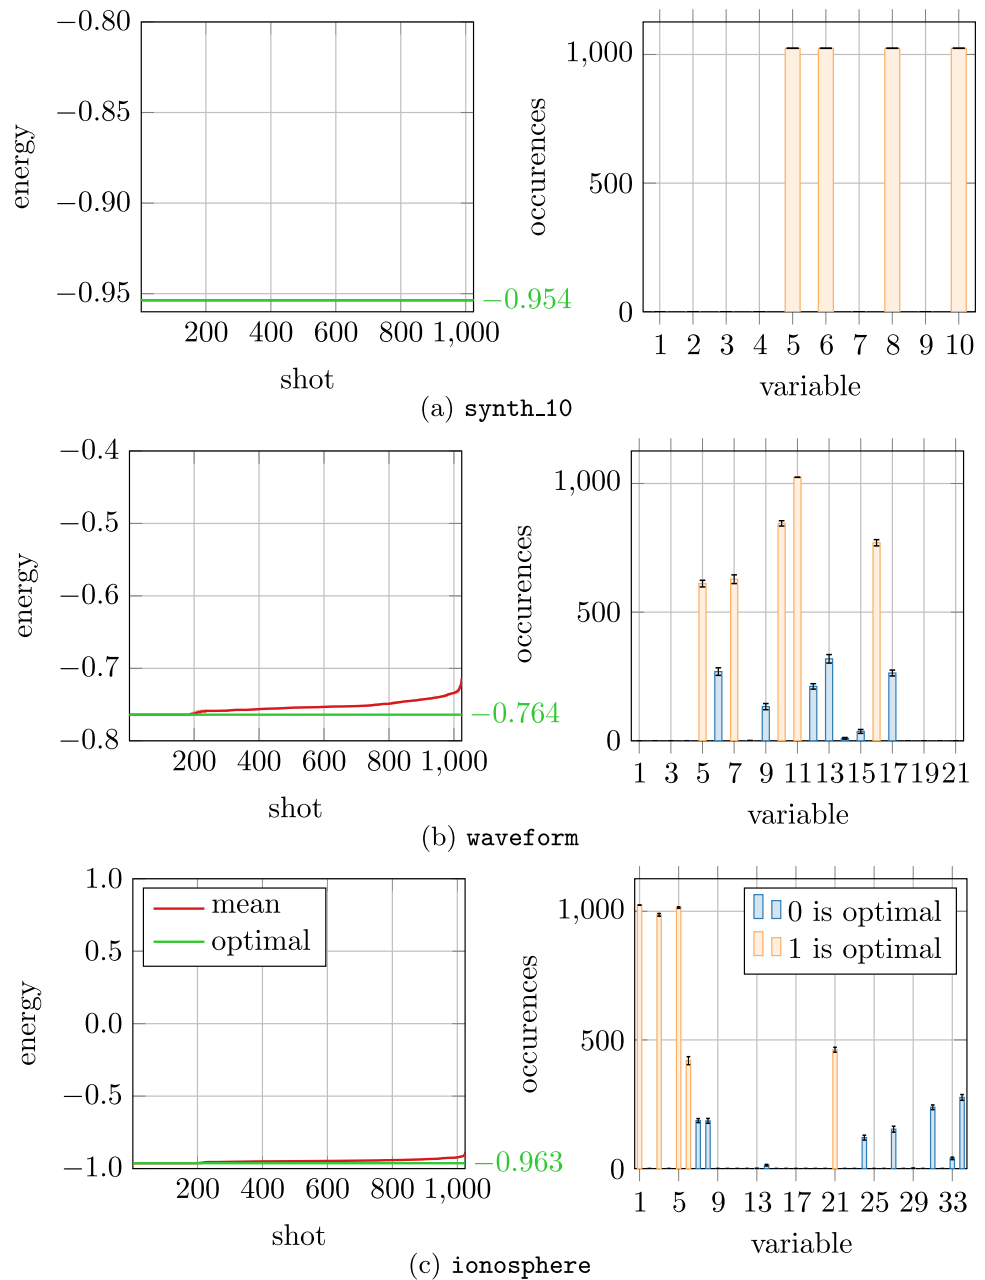 −0.80
−0.85
−0.90
−0.95
energy
200 400 600 800 1,000
shot
−0.954
1,000
500
0
occurences
1 2 3 4 5 6 7 8 9 10
variable
(a) synth_10
−0.4
−0.5
−0.6
−0.7
−0.8
energy
200 400 600 800 1,000
shot
−0.764
1,000
500
0
occurences
1 3 5 7 9 11 13 15 17 19 21
variable
(b) waveform
1.0
0.5
0.0
−0.5
−1.0
energy
mean
optimal
200 400 600 800 1,000
shot
−0.963
1,000
500
0
occurences
0 is optimal
1 is optimal
1 5 9 13 17 21 25 29 33
variable
(c) ionosphere